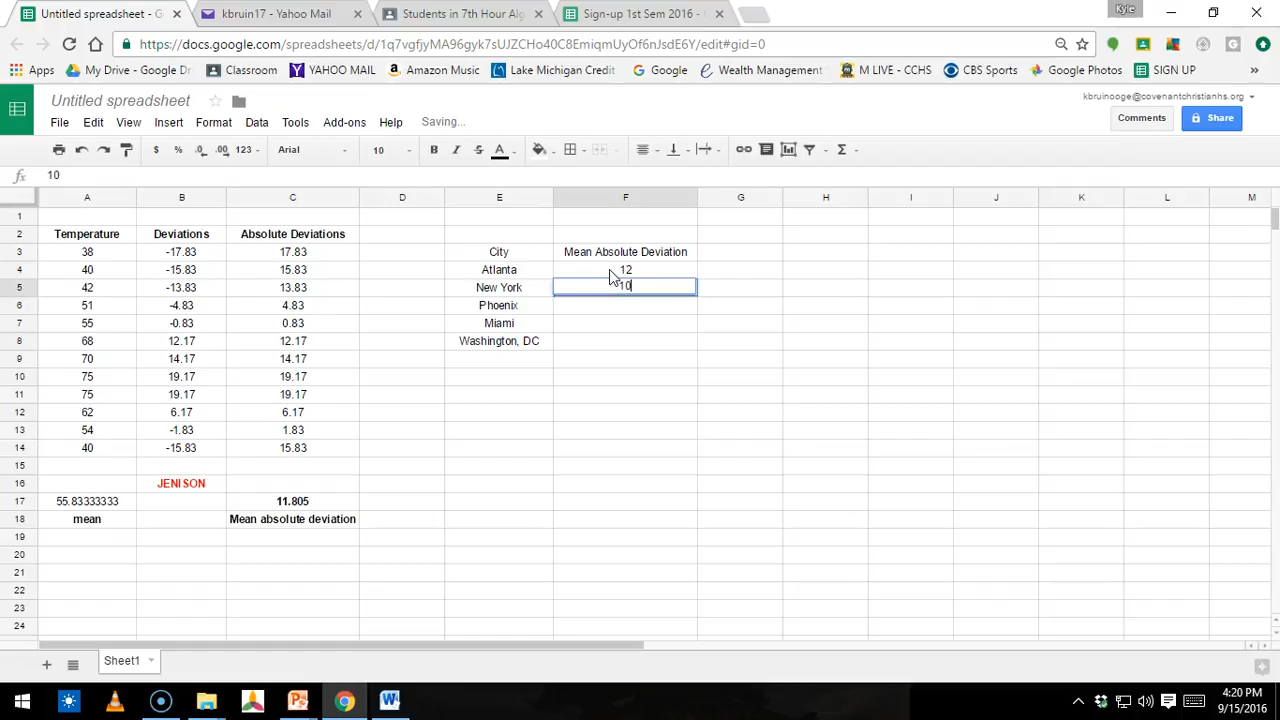 Untitled spreadsheet - G
kbruin17 - Yahoo Mail
Students in 7th Hour Alg
Sign-up 1st Sem 2016 -
Kyle
https://docs.google.com/spreadsheets/d/1q7vgfjyMA96gyk7sUJZCHo40C8EmiqmUyOf6nJsdE6Y/edit#gid=0
Apps My Drive - Google Dr Classroom YAHOO MAIL Amazon Music Lake Michigan Credit Google Wealth Management M LIVE - CCHS CBS Sports Google Photos SIGN UP »
Untitled spreadsheet
kbruinooge@covenantchristianhs.org
File Edit View Insert Format Data Tools Add-ons Help Saving...
Comments Share
$ % .0 .00 123 Arial 10 B I S A Σ
fx 10
A B C D E F G H I J K L M
1
2 Temperature Deviations Absolute Deviations
3 38 -17.83 17.83 City Mean Absolute Deviation
4 40 -15.83 15.83 Atlanta 12
5 42 -13.83 13.83 New York 10
6 51 -4.83 4.83 Phoenix
7 55 -0.83 0.83 Miami
8 68 12.17 12.17 Washington, DC
9 70 14.17 14.17
10 75 19.17 19.17
11 75 19.17 19.17
12 62 6.17 6.17
13 54 -1.83 1.83
14 40 -15.83 15.83
15
16 JENISON
17 55.83333333 11.805
18 mean Mean absolute deviation
19
20
21
22
23
24
Sheet1
4:20 PM
9/15/2016